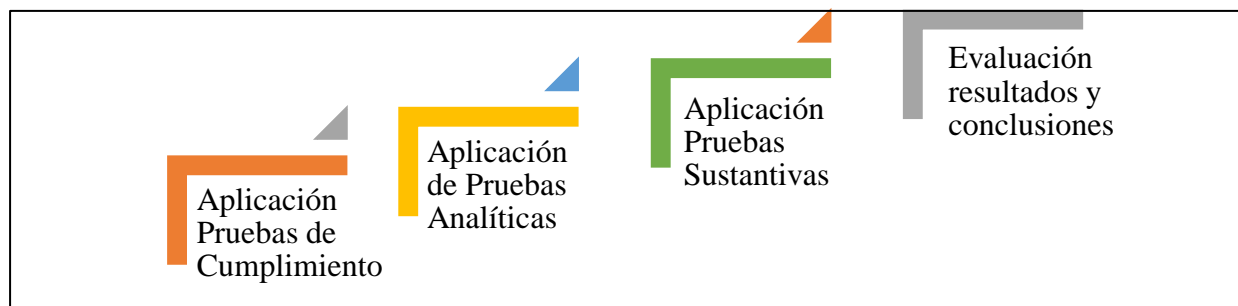 Aplicación
Pruebas de
Cumplimiento
Aplicación
de Pruebas
Analíticas
Aplicación
Pruebas
Sustantivas
Evaluación
resultados y
conclusiones